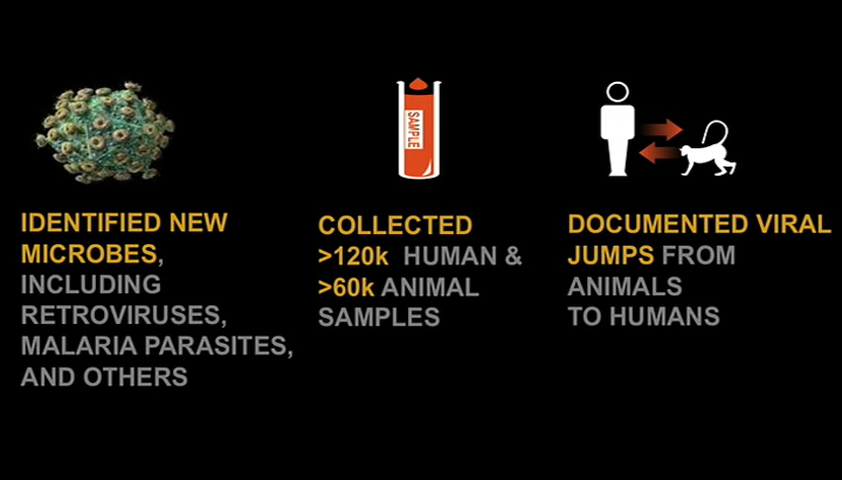 SAMPLE
IDENTIFIED NEW
MICROBES,
INCLUDING
RETROVIRUSES,
MALARIA PARASITES,
AND OTHERS
COLLECTED
>120k HUMAN &
>60k ANIMAL
SAMPLES
DOCUMENTED VIRAL
JUMPS FROM
ANIMALS
TO HUMANS